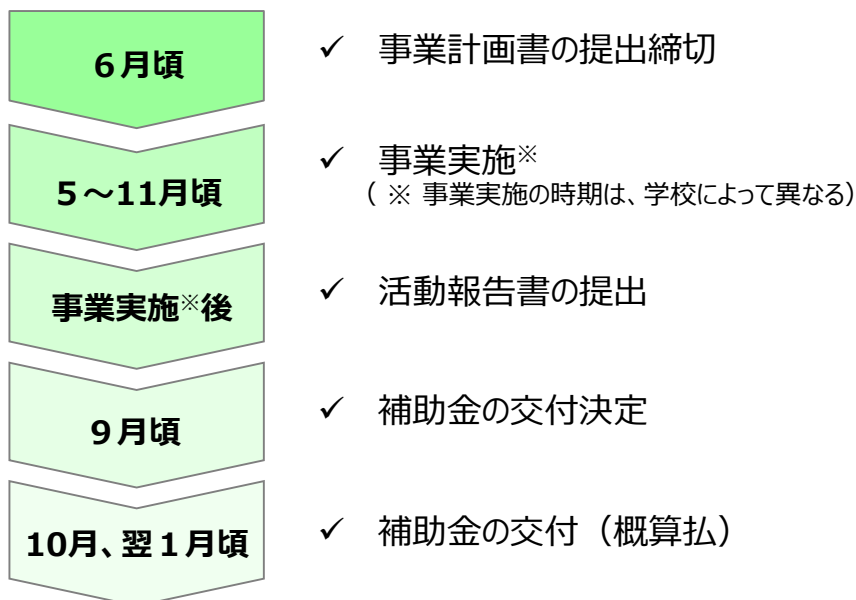 ６月頃
✓ 事業計画書の提出締切
５～11月頃
✓ 事業実施※
（ ※ 事業実施の時期は、学校によって異なる）
事業実施※後
✓ 活動報告書の提出
９月頃
✓ 補助金の交付決定
10月、翌１月頃
✓ 補助金の交付（概算払）